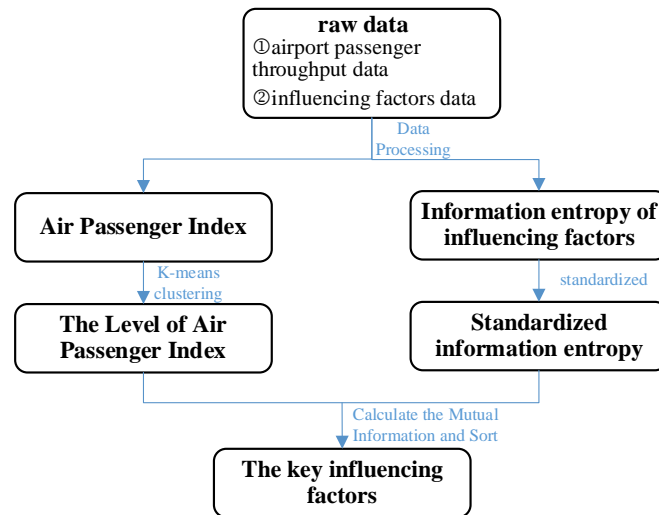 raw data
①airport passenger
throughput data
②influencing factors data
Data
Processing
Air Passenger Index
Information entropy of
influencing factors
K-means
clustering
standardized
The Level of Air
Passenger Index
Standardized
information entropy
Calculate the Mutual
Information and Sort
The key influencing
factors